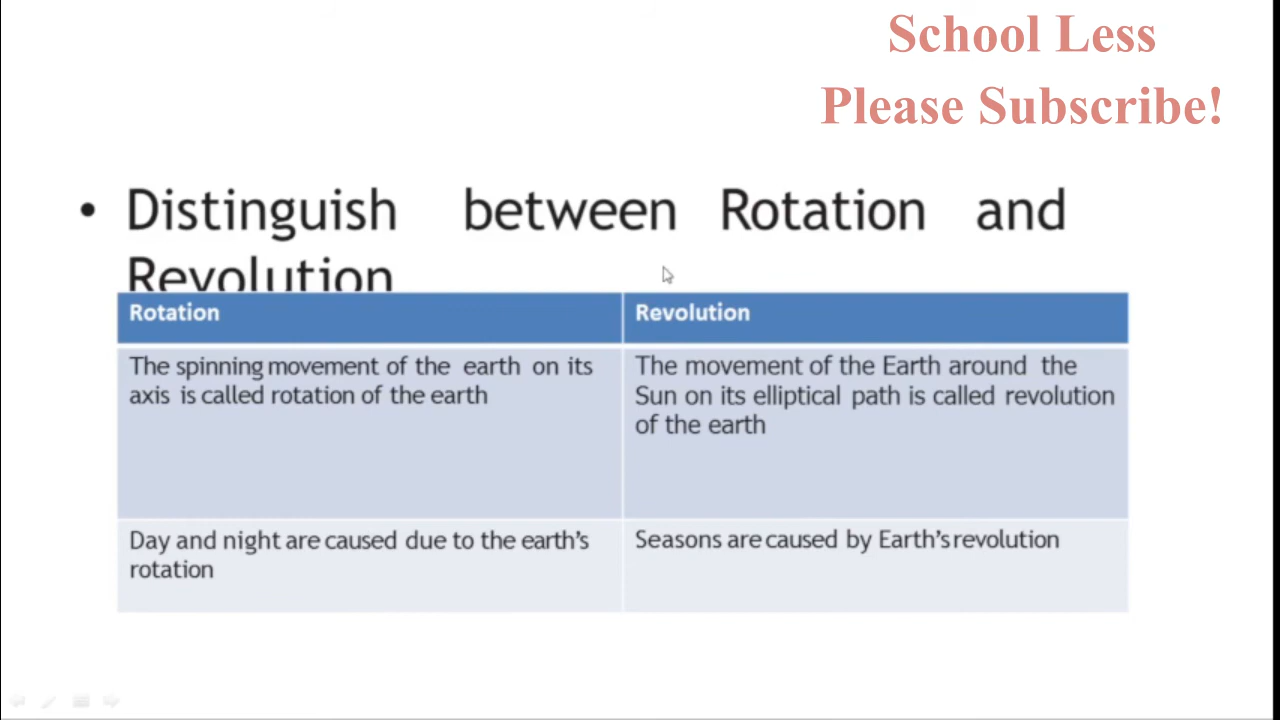 School Less
Please Subscribe!
• Distinguish between Rotation and
Revolution
Rotation
Revolution
The spinning movement of the earth on its
axis is called rotation of the earth
The movement of the Earth around the
Sun on its elliptical path is called revolution
of the earth
Day and night are caused due to the earth's
rotation
Seasons are caused by Earth's revolution